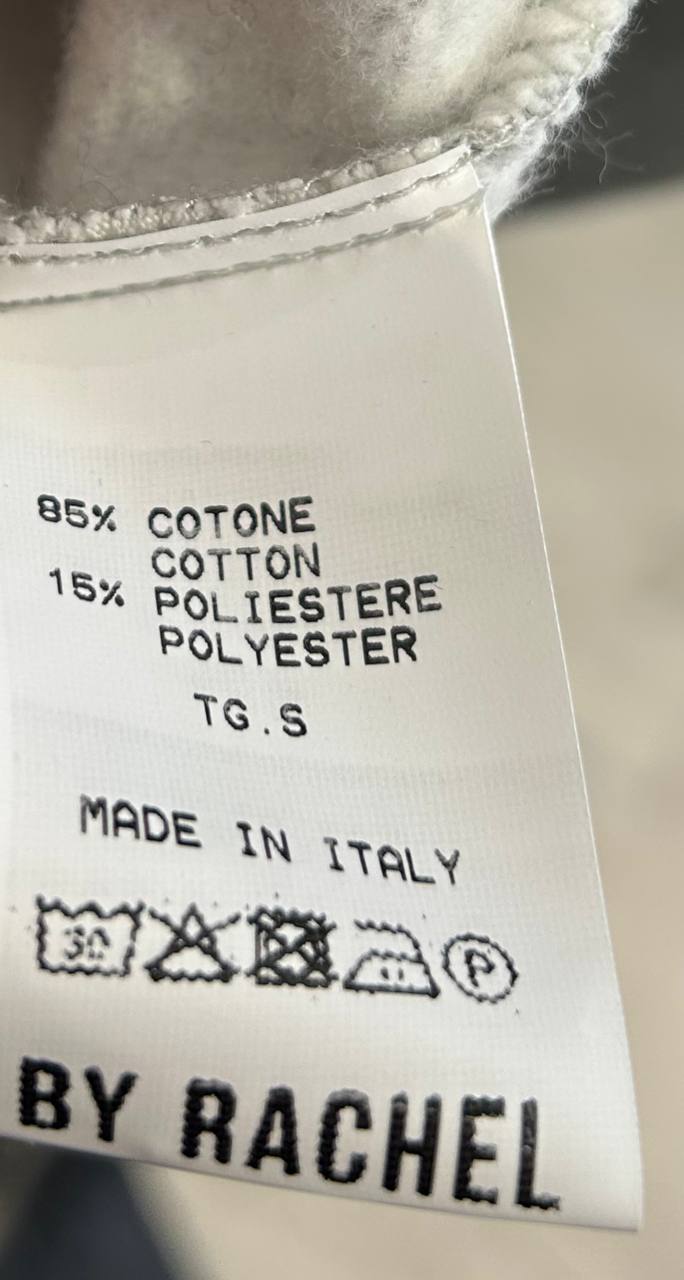 85% COTONE
COTTON
15% POLIESTERE
POLYESTER
TG.S
MADE IN ITALY
30 P
BY RACHEL